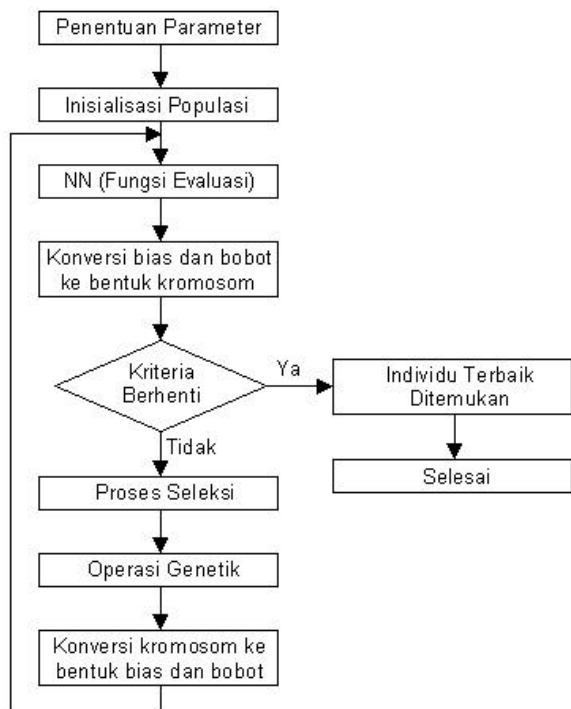 Penentuan Parameter
Inisialisasi Populasi
NN (Fungsi Evaluasi)
Konversi bias dan bobot
ke bentuk kromosom
Kriteria
Berhenti
Ya
Individu Terbaik
Ditemukan
Selesai
Tidak
Proses Seleksi
Operasi Genetik
Konversi kromosom ke
bentuk bias dan bobot